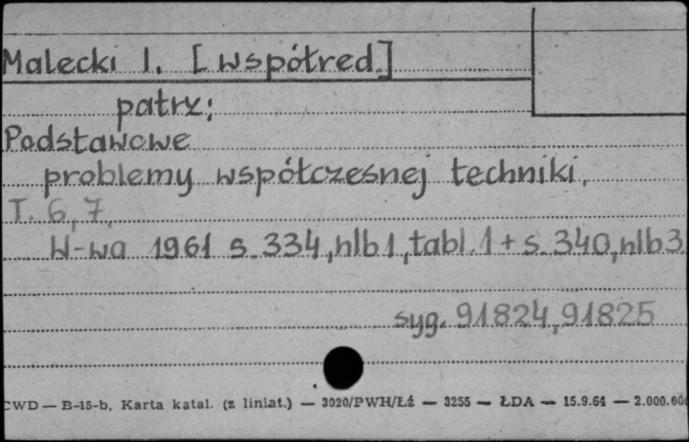 Malecki I. [współred.]
patrz:
Podstawowe
problemy współczesnej techniki,
T. 6, 7,
W-wa 1961 s. 334, nlb 1, tabl. 1 + s. 340, nlb 3.
syg. 91824, 91825
CWD — B-15-b, Karta katal. (z liniat.) — 3020/PWH/Łź — 3255 — ŁDA — 15.9.64 — 2.000.600